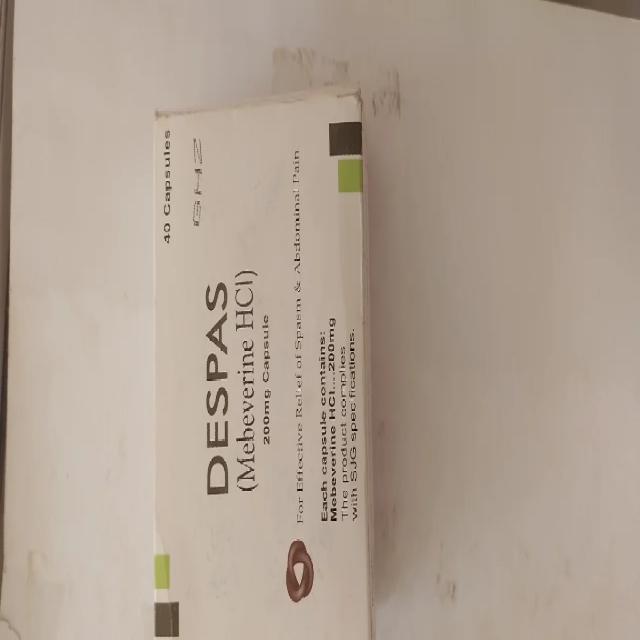 40 Capsules
GHZ
DESPAS
(Mebeverine HCl)
200mg Capsule
For Effective Relief of Spasm & Abdominal Pain
Each capsule contains:
Mebeverine HCl....200mg
The product complies
with SJG specifications.